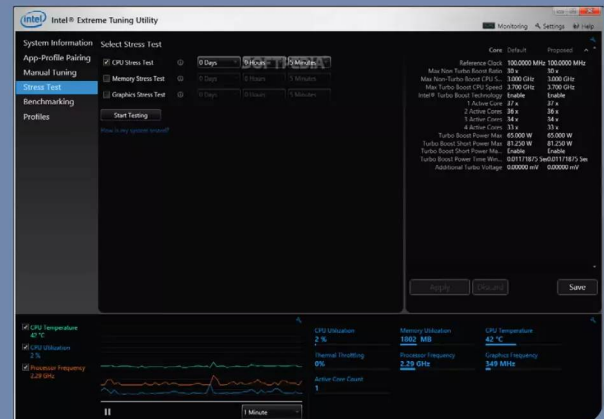 intel Intel® Extreme Tuning Utility
Monitoring Settings Help
System Information
App-Profile Pairing
Manual Tuning
Stress Test
Benchmarking
Profiles
Select Stress Test
CPU Stress Test 0 Days 0 Hours 5 Minutes
Memory Stress Test 0 Days 0 Hours 5 Minutes
Graphics Stress Test 0 Days 0 Hours 5 Minutes
SOFTPEDIA
Start Testing
How is my system tested?
Core Default Proposed
Reference Clock 100.0000 MHz 100.0000 MHz
Max Non Turbo Boost Ratio 30 x 30 x
Max Non-Turbo Boost CPU S... 3.000 GHz 3.000 GHz
Max Turbo Boost CPU Speed 3.700 GHz 3.700 GHz
Intel® Turbo Boost Technology Enable Enable
1 Active Core 37 x 37 x
2 Active Cores 36 x 36 x
3 Active Cores 34 x 34 x
4 Active Cores 33 x 33 x
Turbo Boost Power Max 65.000 W 65.000 W
Turbo Boost Short Power Max 81.250 W 81.250 W
Turbo Boost Short Power Ma... Enable Enable
Turbo Boost Power Time Win... 0.01171875 Sec 0.01171875 Sec
Additional Turbo Voltage 0.00000 mV 0.00000 mV
Apply Discard Save
CPU Temperature
42 °C
CPU Utilization
2 %
Processor Frequency
2.29 GHz
1 Minute
CPU Utilization
2 %
Memory Utilization
1802 MB
CPU Temperature
42 °C
Thermal Throttling
0%
Processor Frequency
2.29 GHz
Graphics Frequency
349 MHz
Active Core Count
1